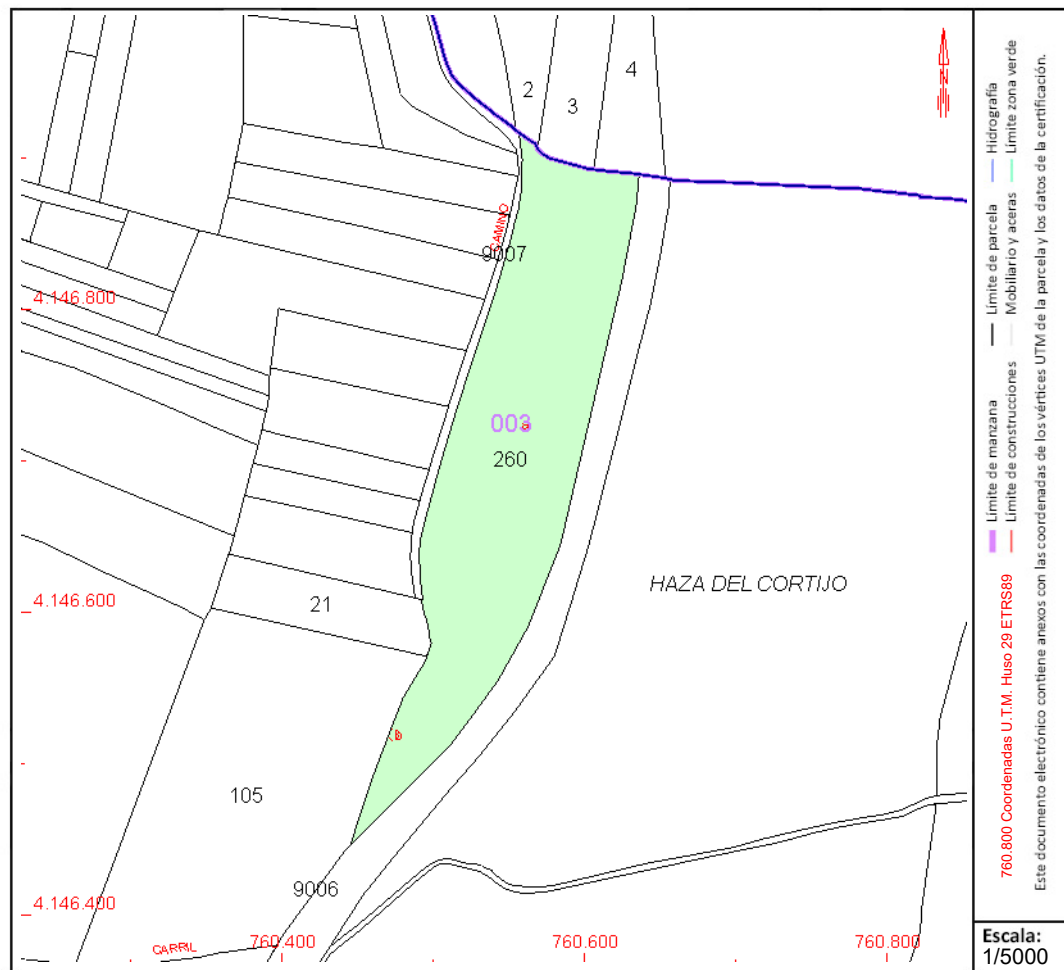 2
3
4
N
CAMINO
9007
4.146.800
003
a
260
HAZA DEL CORTIJO
4.146.600
21
105
9006
4.146.400
CARRIL
760.400
760.600
760.800
Límite de manzana
Límite de parcela
Hidrografía
Límite de construcciones
Mobiliario y aceras
Límite zona verde
760.800 Coordenadas U.T.M. Huso 29 ETRS89
Este documento electrónico contiene anexos con las coordenadas de los vértices UTM de la parcela y los datos de la certificación.
Escala:
1/5000